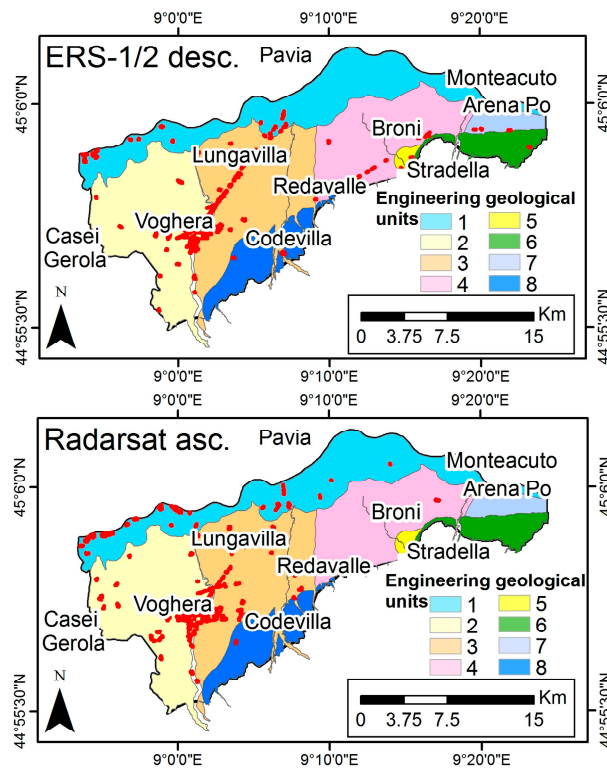 9°0'0"E 9°10'0"E 9°20'0"E
ERS-1/2 desc.
Pavia
Monteacuto
45°6'0"N
45°6'0"N
Arena Po
Broni
Lungavilla
Stradella
Redavalle
Engineering geological
units
Voghera
1 5
Casei
Gerola
Codevilla
2 6
3 7
4 8
N
Km
0 3.75 7.5 15
44°55'30"N
44°55'30"N
9°0'0"E 9°10'0"E 9°20'0"E
9°0'0"E 9°10'0"E 9°20'0"E
Radarsat asc.
Pavia
Monteacuto
45°6'0"N
45°6'0"N
Arena Po
Broni
Lungavilla
Stradella
Redavalle
Engineering geological
units
Voghera
1 5
Casei
Gerola
Codevilla
2 6
3 7
4 8
N
Km
0 3.75 7.5 15
44°55'30"N
44°55'30"N
9°0'0"E 9°10'0"E 9°20'0"E